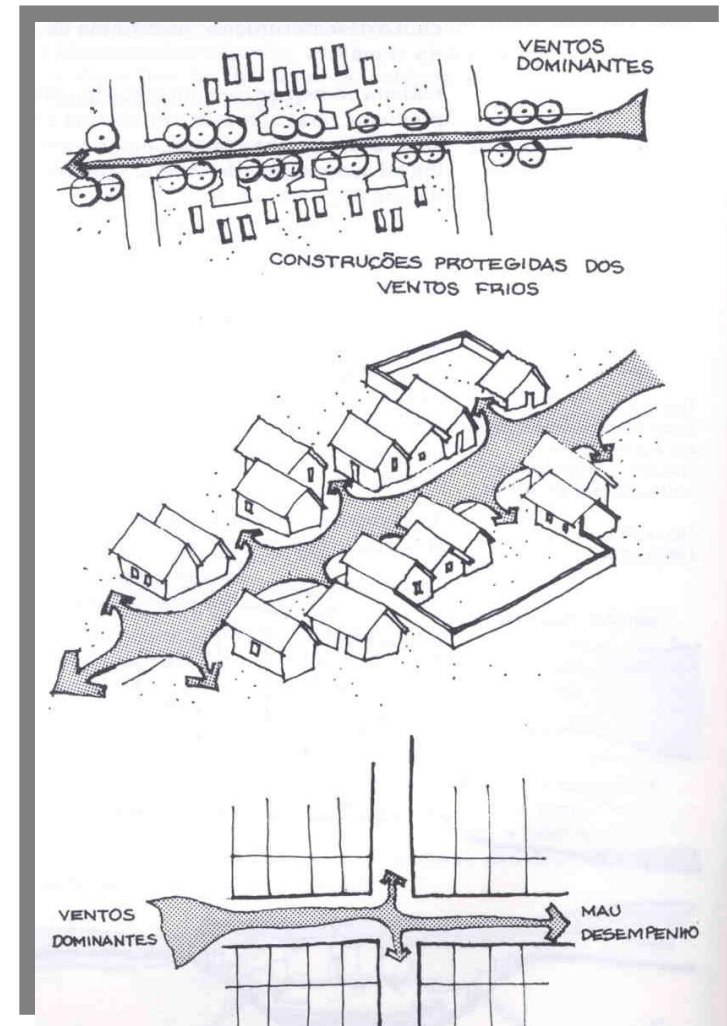 VENTOS
DOMINANTES
CONSTRUÇÕES PROTEGIDAS DOS
VENTOS FRIOS
VENTOS
DOMINANTES
MAU
DESEMPENHO